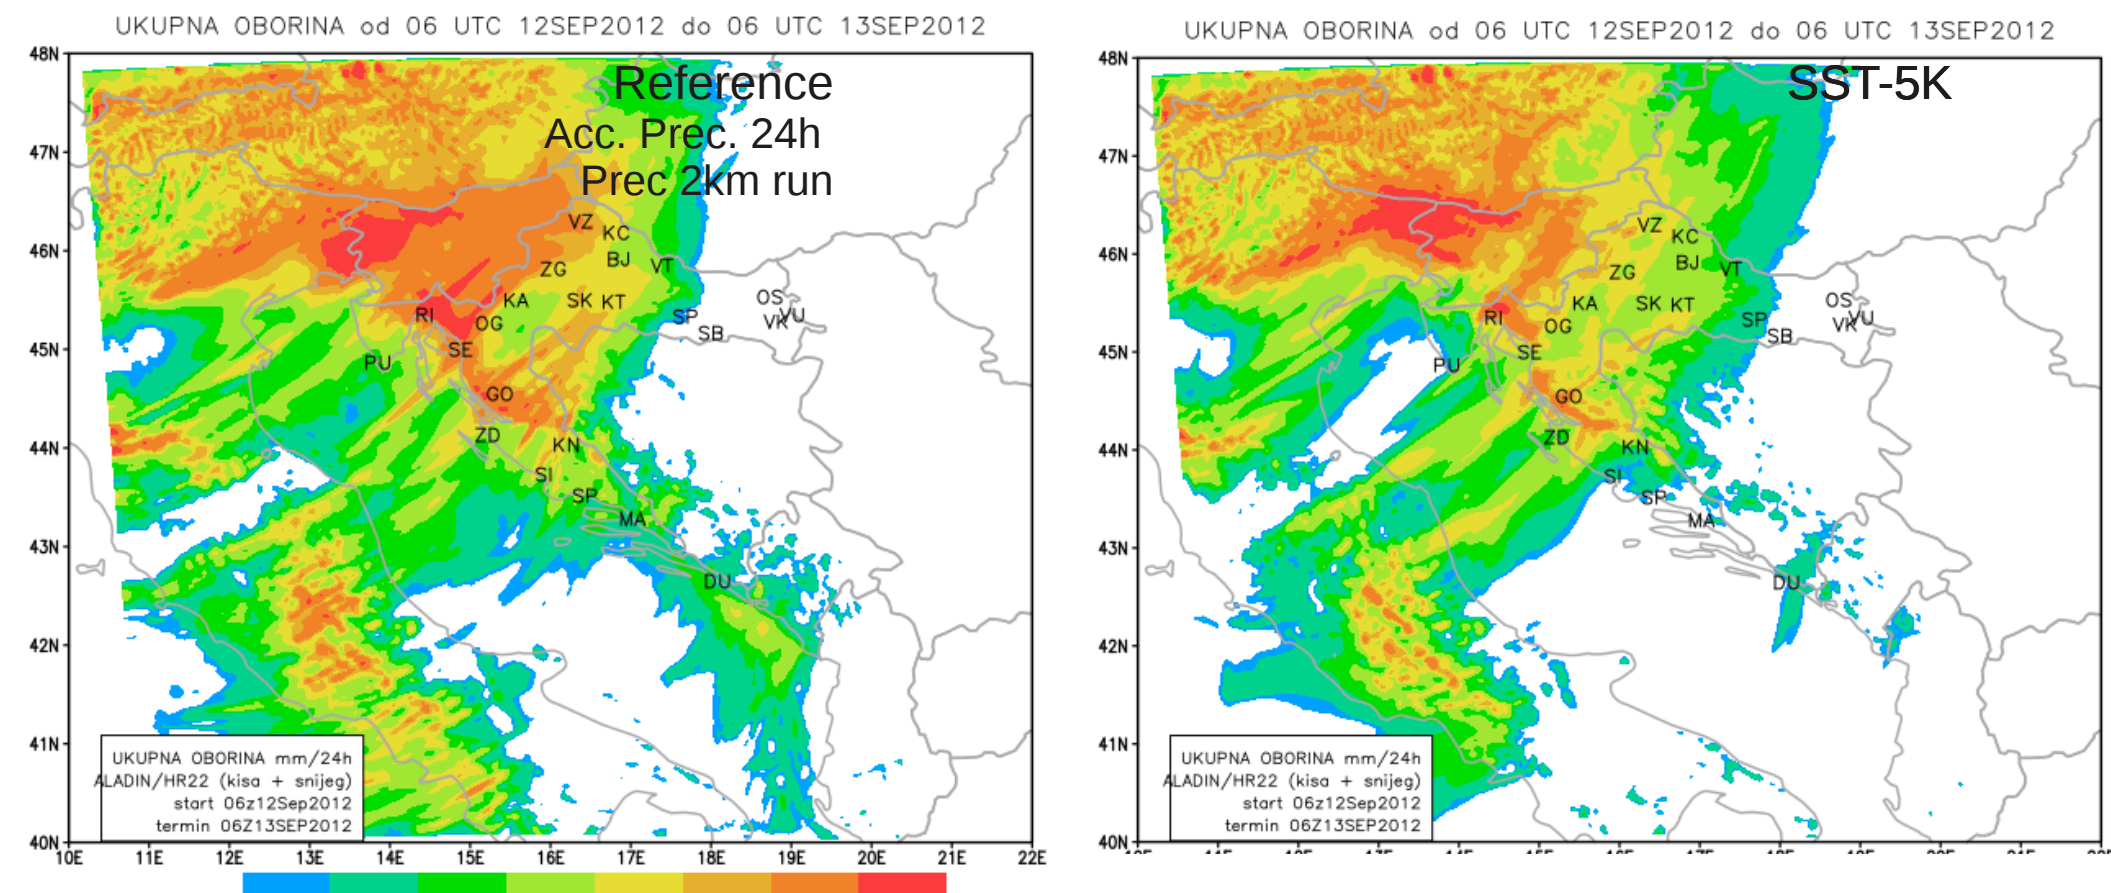 UKUPNA OBORINA od 06 UTC 12SEP2012 do 06 UTC 13SEP2012
48N
47N
46N
45N
44N
43N
42N
41N
40N
10E 11E 12E 13E 14E 15E 16E 17E 18E 19E 20E 21E 22E
Reference
Acc. Prec. 24h
Prec 2km run
VZ
KC
BJ
ZG
VT
KA
SK KT
OS
RI
OG
SP
VK
VU
SB
SE
PU
GO
ZD
KN
SI
SP
MA
DU
UKUPNA OBORINA mm/24h
ALADIN/HR22 (kisa + snijeg)
start 06z12Sep2012
termin 06Z13SEP2012
UKUPNA OBORINA od 06 UTC 12SEP2012 do 06 UTC 13SEP2012
48N
47N
46N
45N
44N
43N
42N
41N
40N
SST-5K
VZ
KC
BJ
ZG
VT
KA
SK KT
OS
RI
OG
SP
VK
VU
SB
SE
PU
GO
ZD
KN
SI
SP
MA
DU
UKUPNA OBORINA mm/24h
ALADIN/HR22 (kisa + snijeg)
start 06z12Sep2012
termin 06Z13SEP2012